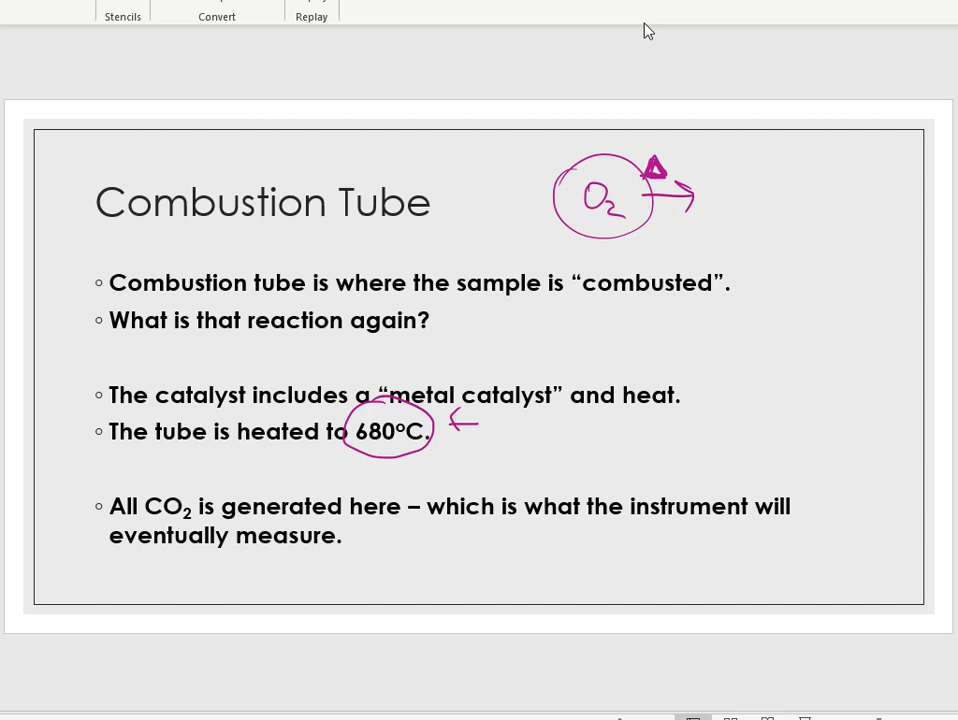 Stencils Convert Replay
O2 Δ
Combustion Tube
◦ Combustion tube is where the sample is “combusted”.
◦ What is that reaction again?
◦ The catalyst includes a “metal catalyst” and heat.
◦ The tube is heated to 680°C.
◦ All CO2 is generated here – which is what the instrument will
eventually measure.